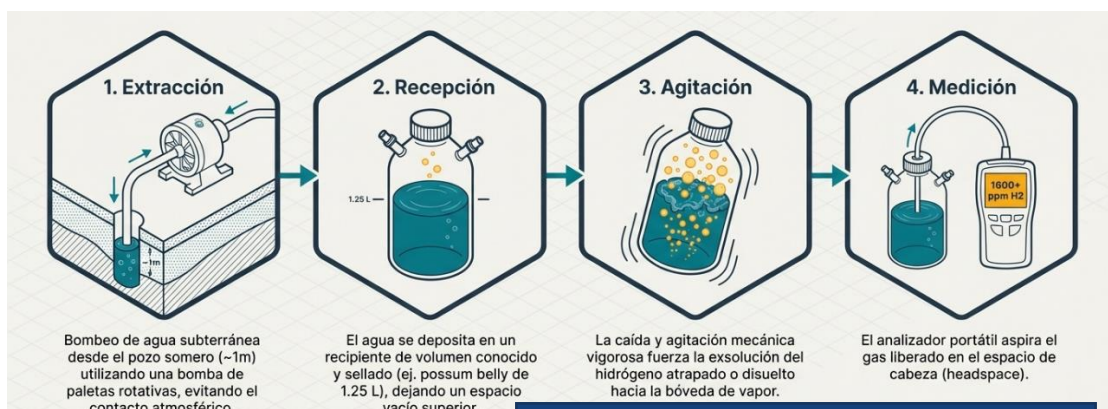 1. Extracción
~1m
Bombeo de agua subterránea
desde el pozo somero (~1m)
utilizando una bomba de
paletas rotativas, evitando el
contacto atmosférico
2. Recepción
1.25 L
El agua se deposita en un
recipiente de volumen conocido
y sellado (ej. possum belly de
1.25 L), dejando un espacio
vacío superior
3. Agitación
La caída y agitación mecánica
vigorosa fuerza la exsolución del
hidrógeno atrapado o disuelto
hacia la bóveda de vapor.
4. Medición
1600+
ppm H2
El analizador portátil aspira el
gas liberado en el espacio de
cabeza (headspace).